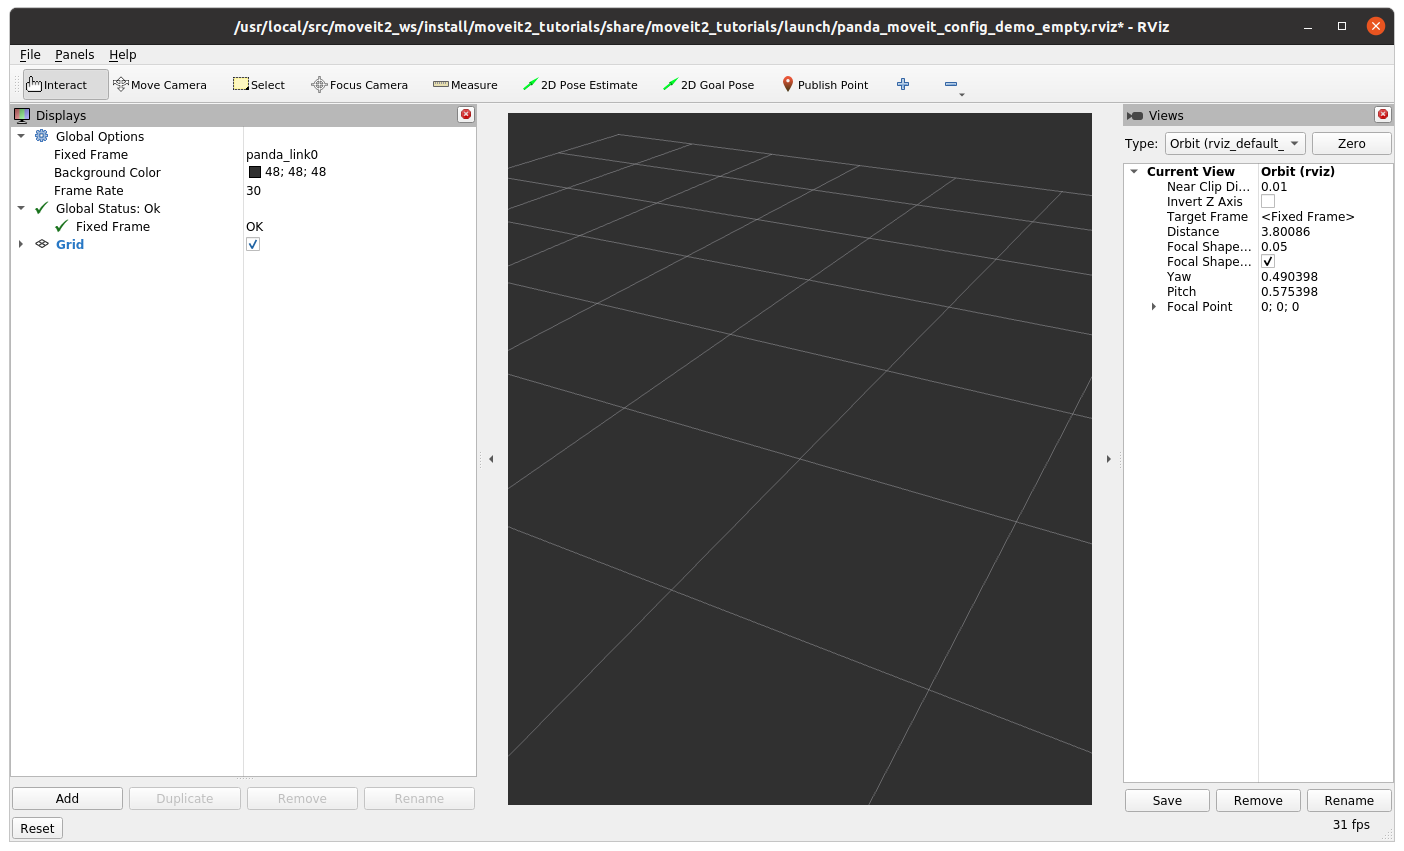 /usr/local/src/moveit2_ws/install/moveit2_tutorials/share/moveit2_tutorials/launch/panda_moveit_config_demo_empty.rviz* - RViz
File Panels Help
Interact Move Camera Select Focus Camera Measure 2D Pose Estimate 2D Goal Pose Publish Point
Displays
Global Options
Fixed Frame panda_link0
Background Color 48; 48; 48
Frame Rate 30
Global Status: Ok
Fixed Frame OK
Grid
Add Duplicate Remove Rename
Reset
Views
Type: Orbit (rviz_default_ Zero
Current View Orbit (rviz)
Near Clip Di... 0.01
Invert Z Axis
Target Frame <Fixed Frame>
Distance 3.80086
Focal Shape... 0.05
Focal Shape...
Yaw 0.490398
Pitch 0.575398
Focal Point 0; 0; 0
Save Remove Rename
31 fps